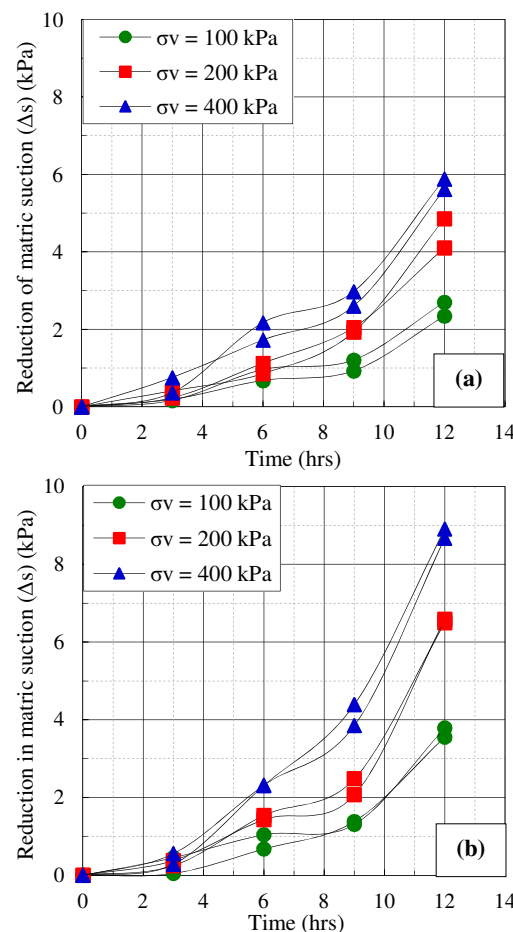 10
8
6
4
2
0
Reduction of matric suction (Δs) (kPa)
σv = 100 kPa
σv = 200 kPa
σv = 400 kPa
(a)
0 2 4 6 8 10 12 14
Time (hrs)
10
8
6
4
2
0
Reduction in matric suction (Δs) (kPa)
σv = 100 kPa
σv = 200 kPa
σv = 400 kPa
(b)
0 2 4 6 8 10 12 14
Time (hrs)